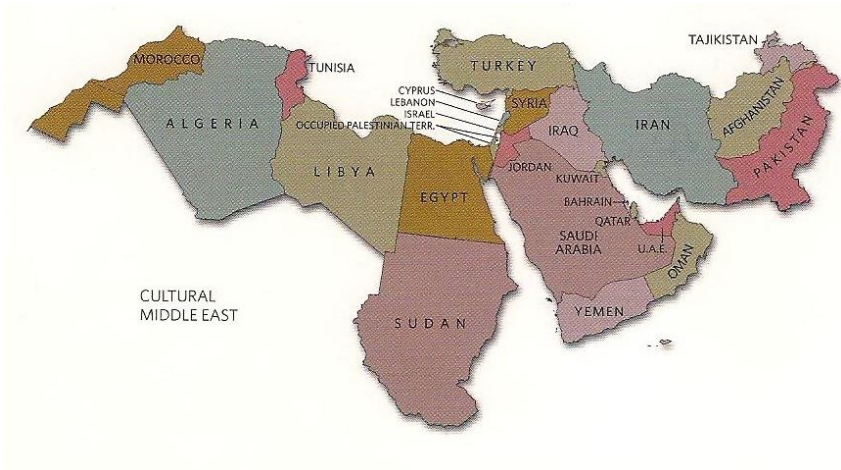 MOROCCO
TUNISIA
ALGERIA
LIBYA
EGYPT
SUDAN
CULTURAL
MIDDLE EAST
TURKEY
CYPRUS
LEBANON
ISRAEL
OCCUPIED PALESTINIAN TERR.
SYRIA
IRAQ
JORDAN
KUWAIT
BAHRAIN
QATAR
SAUDI
ARABIA
U.A.E.
OMAN
YEMEN
IRAN
TAJIKISTAN
AFGHANISTAN
PAKISTAN